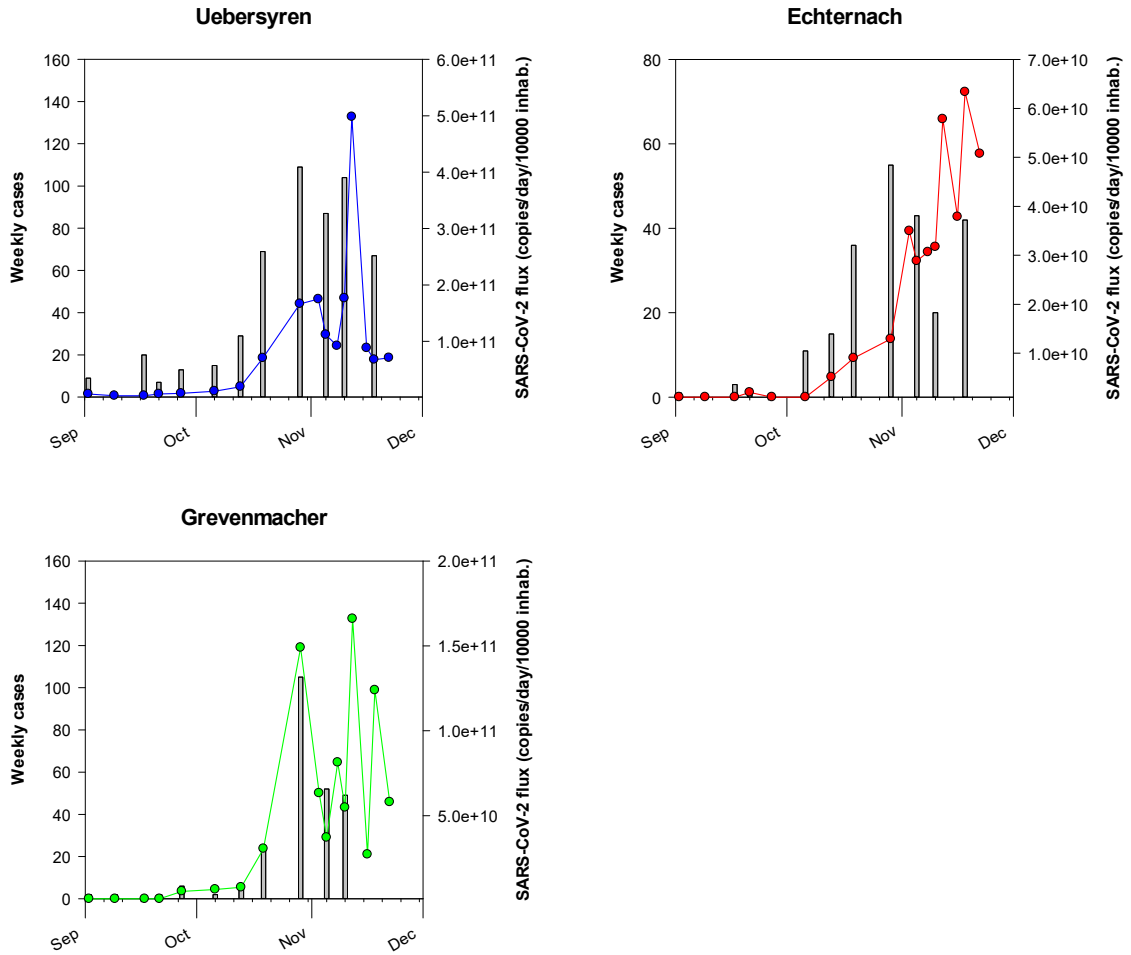 Uebersyren
Weekly cases
160
140
120
100
80
60
40
20
0
6.0e+11
5.0e+11
4.0e+11
3.0e+11
2.0e+11
1.0e+11
SARS-CoV-2 flux (copies/day/10000 inhab.)
Sep
Oct
Nov
Dec
Echternach
Weekly cases
80
60
40
20
0
7.0e+10
6.0e+10
5.0e+10
4.0e+10
3.0e+10
2.0e+10
1.0e+10
SARS-CoV-2 flux (copies/day/10000 inhab.)
Sep
Oct
Nov
Dec
Grevenmacher
Weekly cases
160
140
120
100
80
60
40
20
0
2.0e+11
1.5e+11
1.0e+11
5.0e+10
SARS-CoV-2 flux (copies/day/10000 inhab.)
Sep
Oct
Nov
Dec